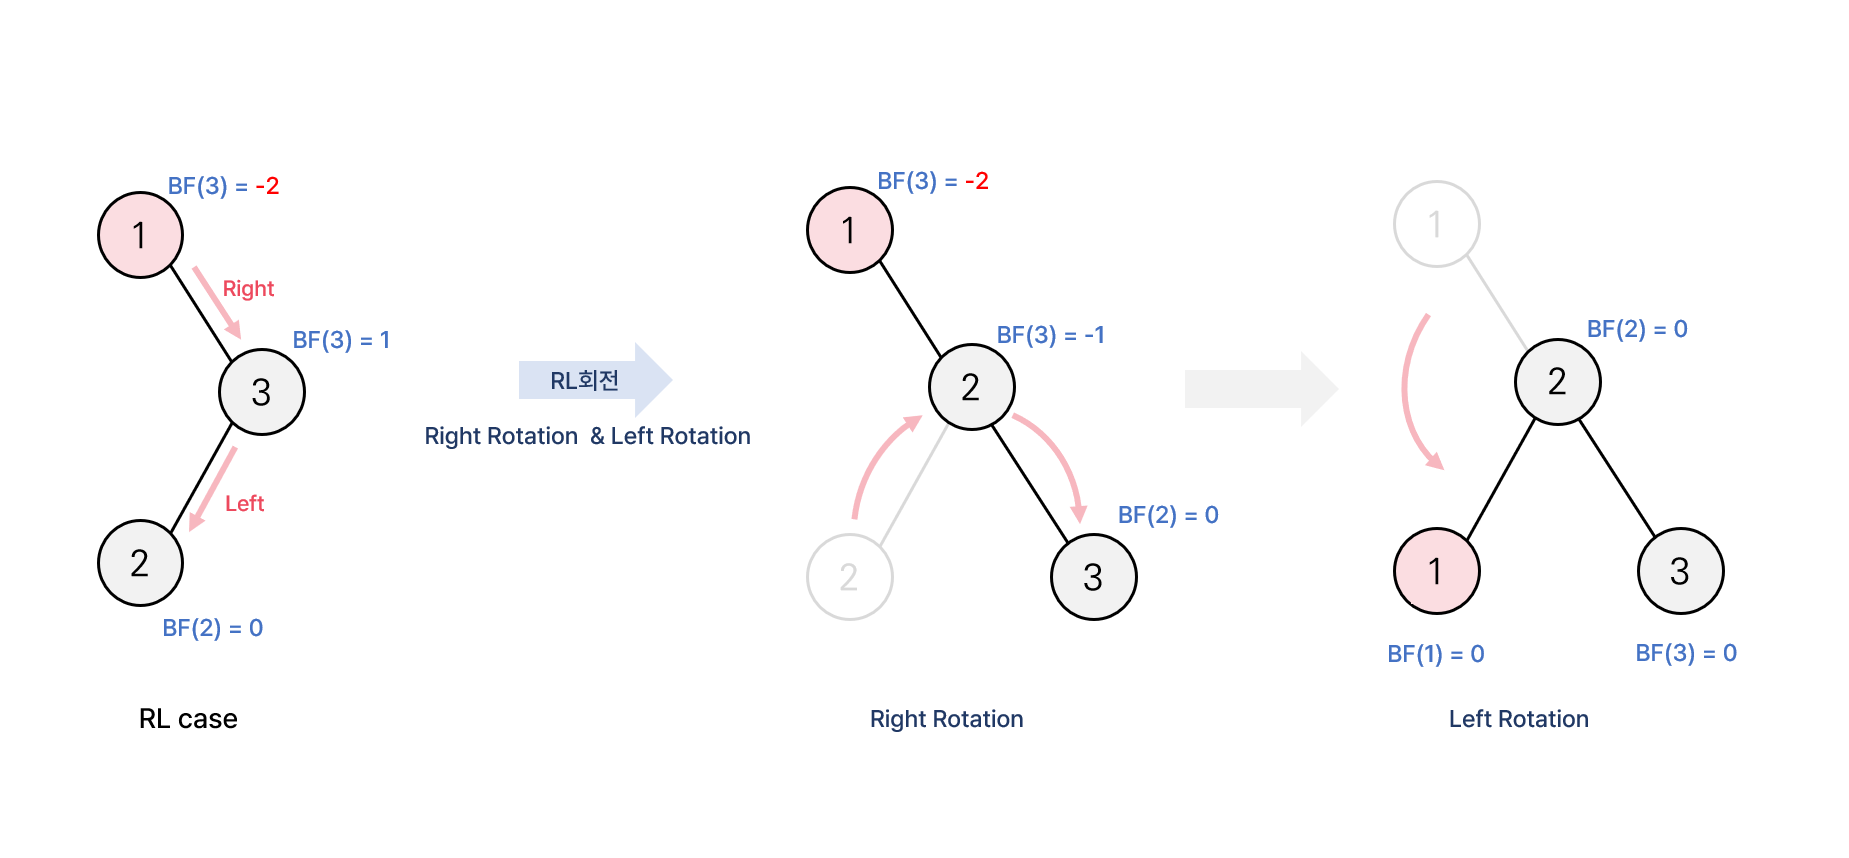 BF(3) = -2
1
Right
BF(3) = 1
3
Left
2
BF(2) = 0
RL case
RL회전
Right Rotation & Left Rotation
BF(3) = -2
1
BF(3) = -1
2
BF(2) = 0
2
3
Right Rotation
1
BF(2) = 0
2
1
3
BF(1) = 0
BF(3) = 0
Left Rotation